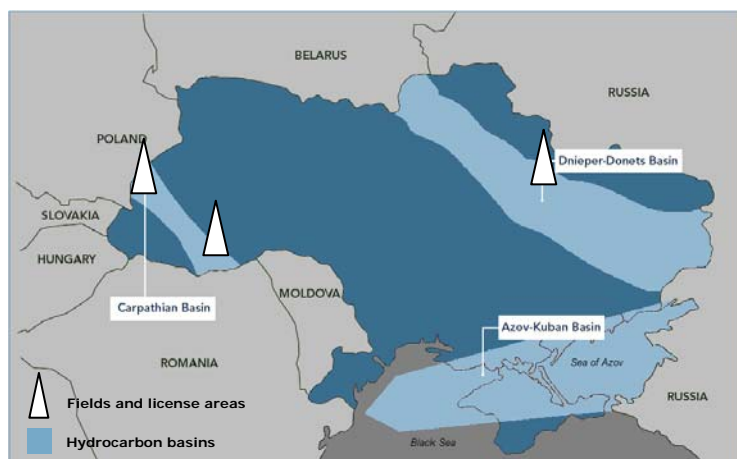 BELARUS
RUSSIA
POLAND
Dnieper-Donets Basin
SLOVAKIA
HUNGARY
MOLDOVA
Carpathian Basin
Azov-Kuban Basin
ROMANIA
Sea of Azov
RUSSIA
Fields and license areas
Black Sea
Hydrocarbon basins